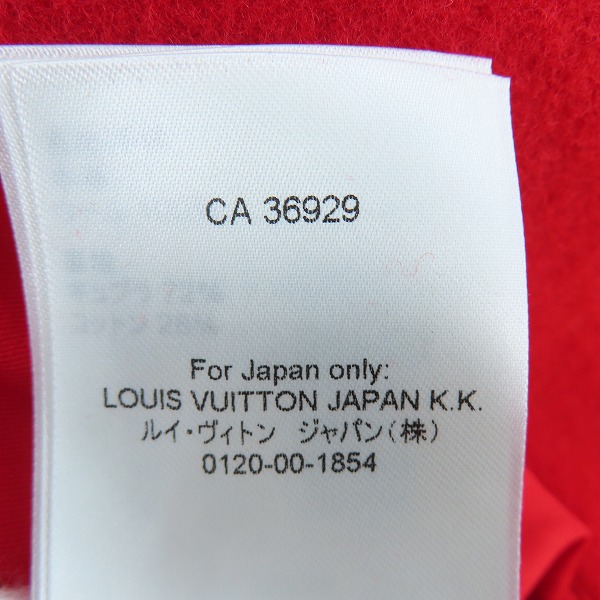 CA 36929
For Japan only:
LOUIS VUITTON JAPAN K.K.
ルイ・ヴィトン ジャパン(株)
0120-00-1854